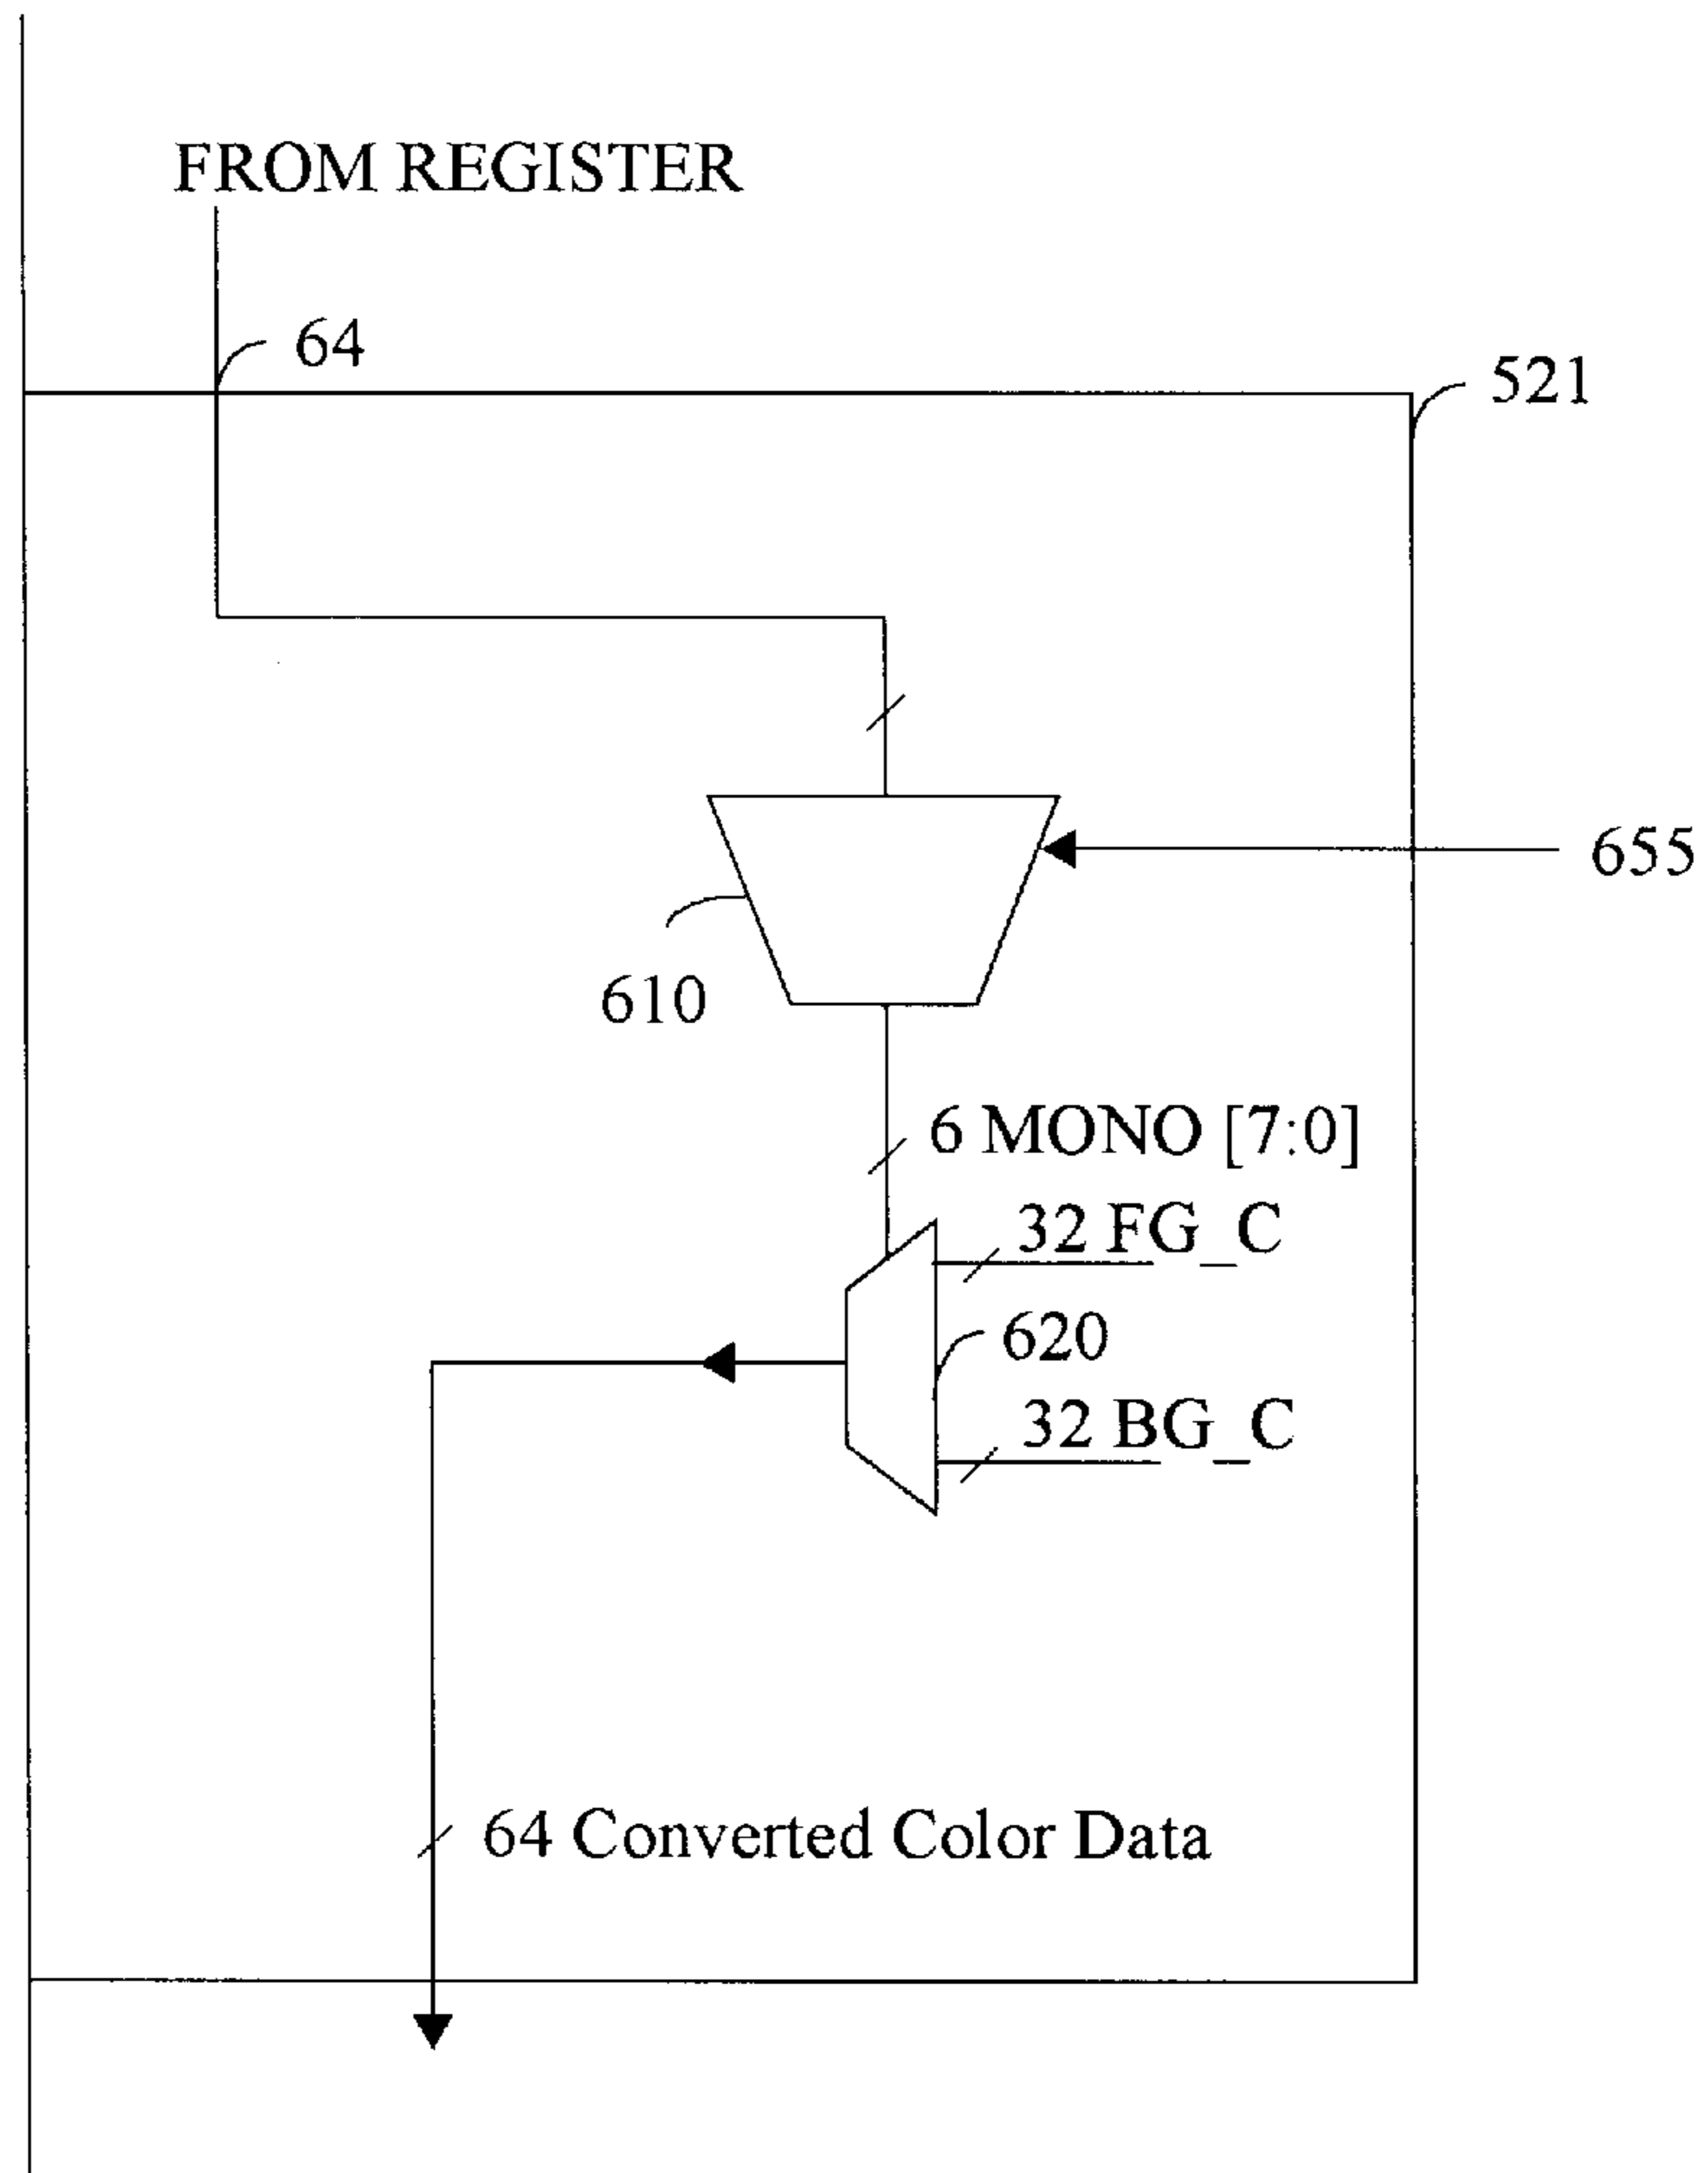 FROM REGISTER
64
521
655
610
6 MONO [7:0]
32 FG_C
620
32 BG_C
64 Converted Color Data